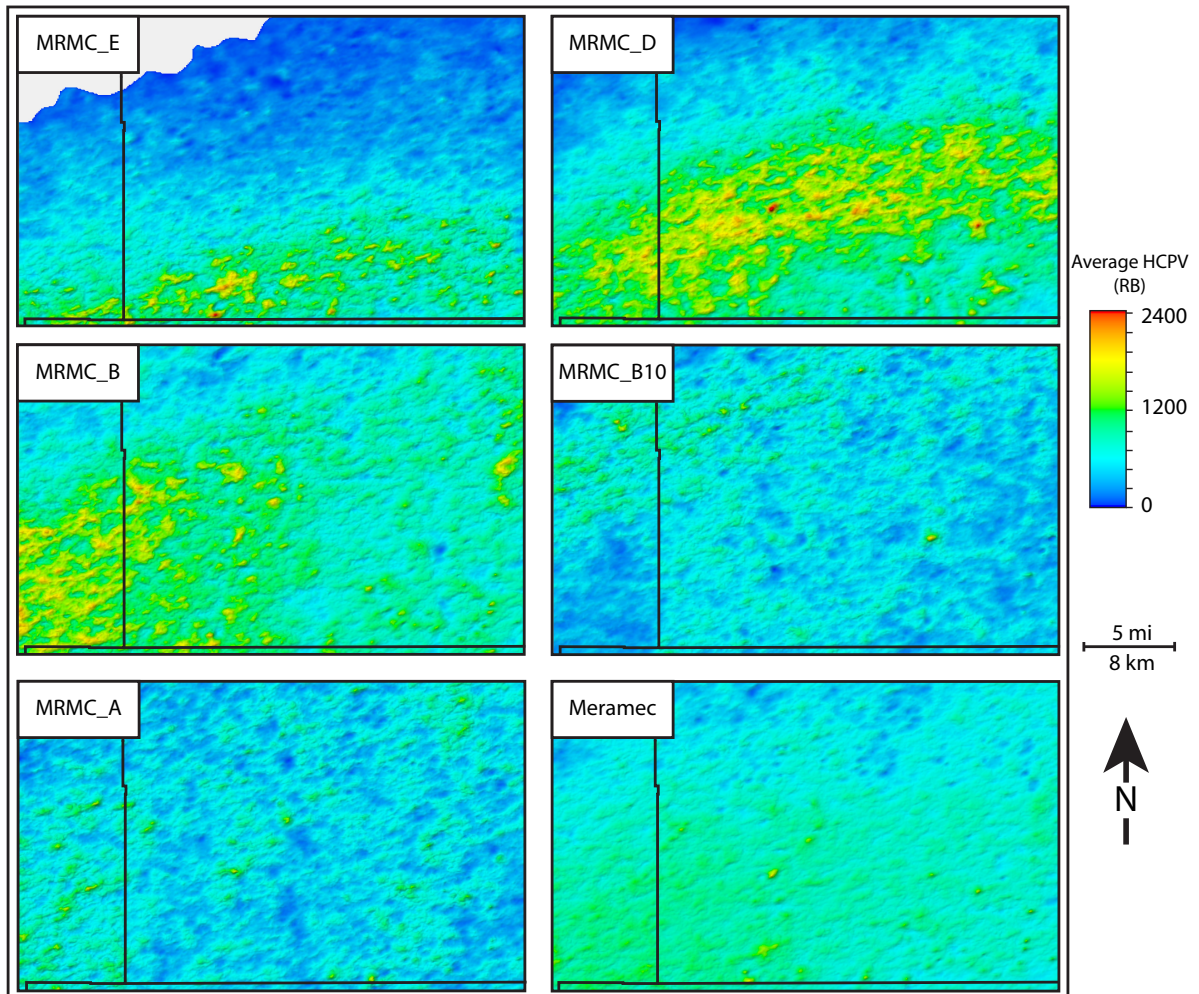 MRMC_E
MRMC_D
Average HCPV
(RB)
2400
1200
0
MRMC_B
MRMC_B10
5 mi
8 km
MRMC_A
Meramec
N